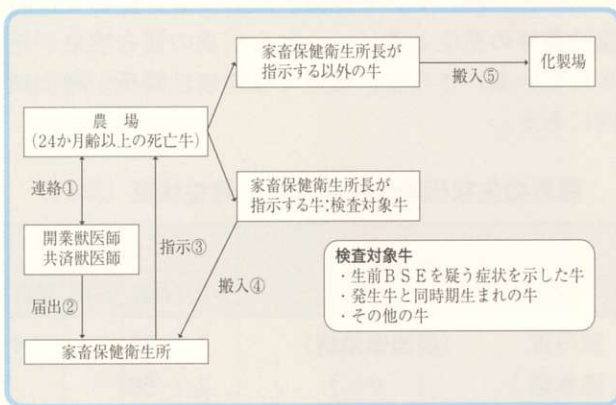 家畜保健衛生所長が
指示する以外の牛
搬入⑤
化製場
農 場
(24か月齢以上の死亡牛)
連絡①
指示③
家畜保健衛生所長が
指示する牛:検査対象牛
開業獣医師
共済獣医師
搬入④
届出②
家畜保健衛生所
検査対象牛
・生前BSEを疑う症状を示した牛
・発生牛と同時期生まれの牛
・その他の牛